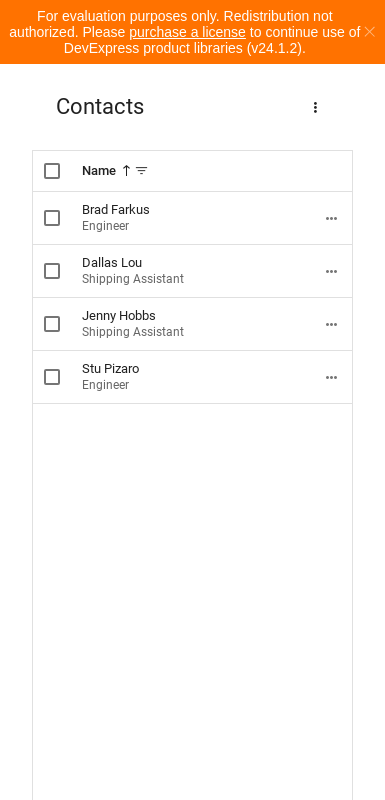 For evaluation purposes only. Redistribution not
authorized. Please purchase a license to continue use of
DevExpress product libraries (v24.1.2).
Contacts
Name
Brad Farkus
Engineer
Dallas Lou
Shipping Assistant
Jenny Hobbs
Shipping Assistant
Stu Pizaro
Engineer